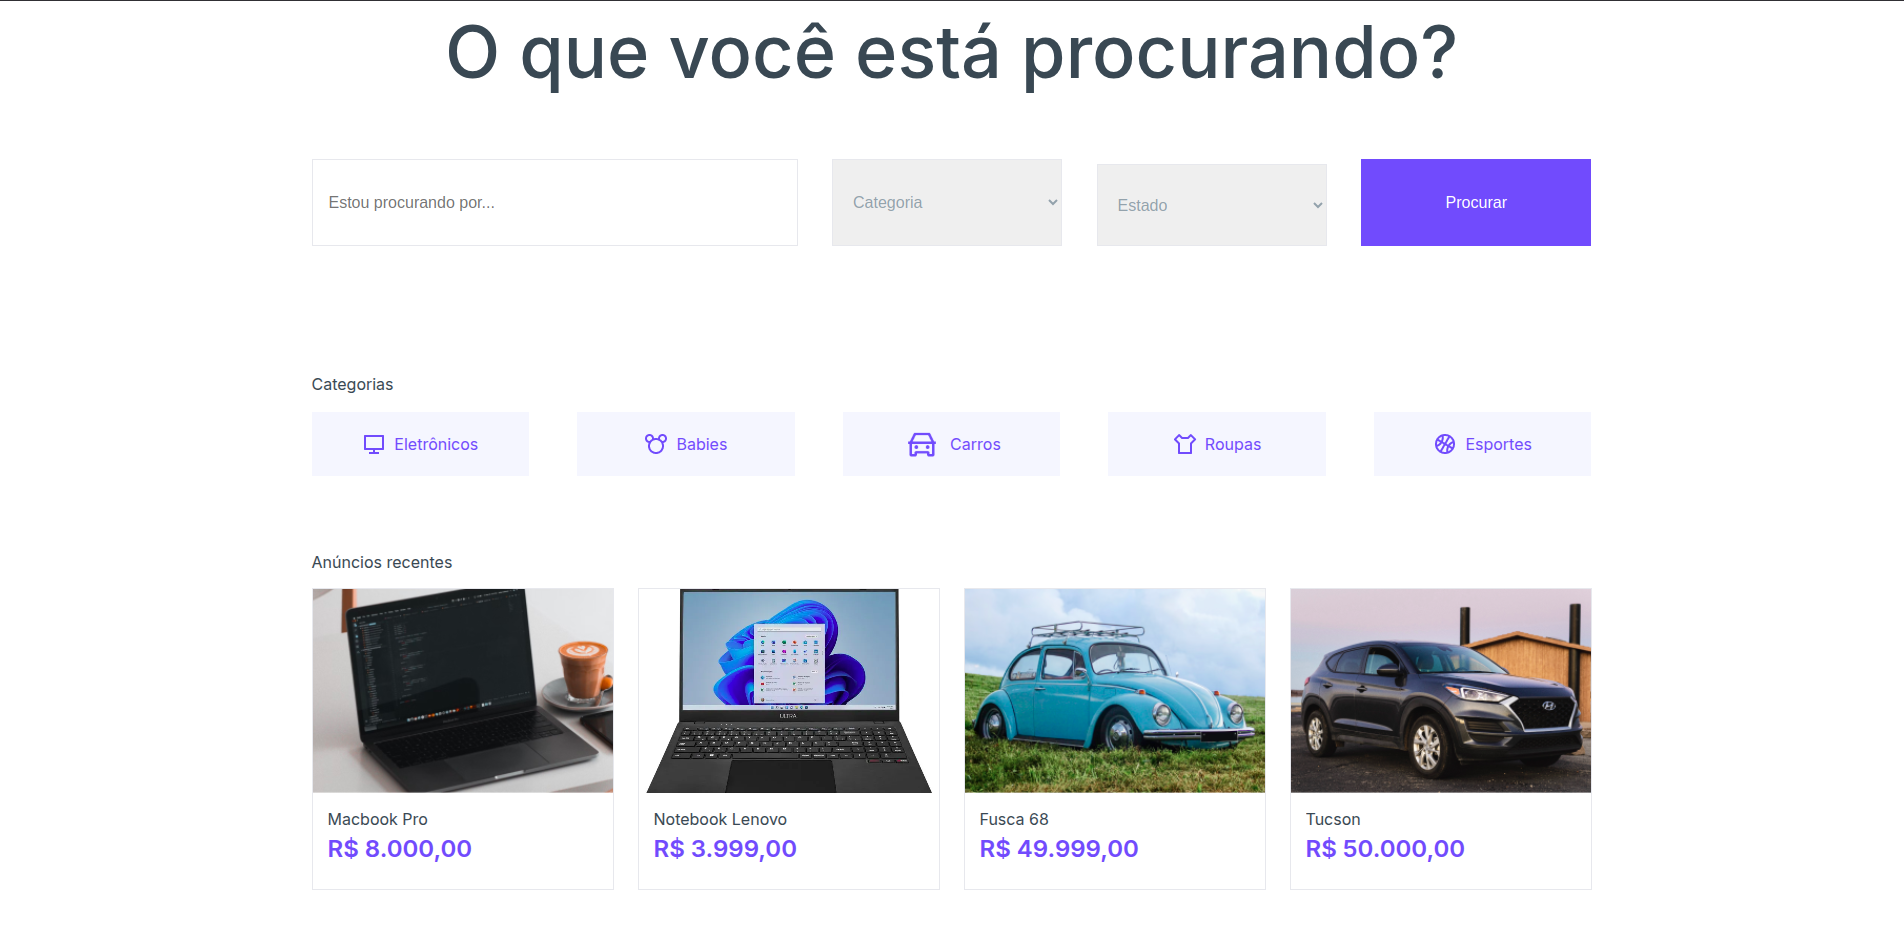 O que você está procurando?
Estou procurando por...
Categoria
Estado
Procurar
Categorias
Eletrônicos
Babies
Carros
Roupas
Esportes
Anúncios recentes
ULTRA
Macbook Pro
R$ 8.000,00
Notebook Lenovo
R$ 3.999,00
Fusca 68
R$ 49.999,00
Tucson
R$ 50.000,00